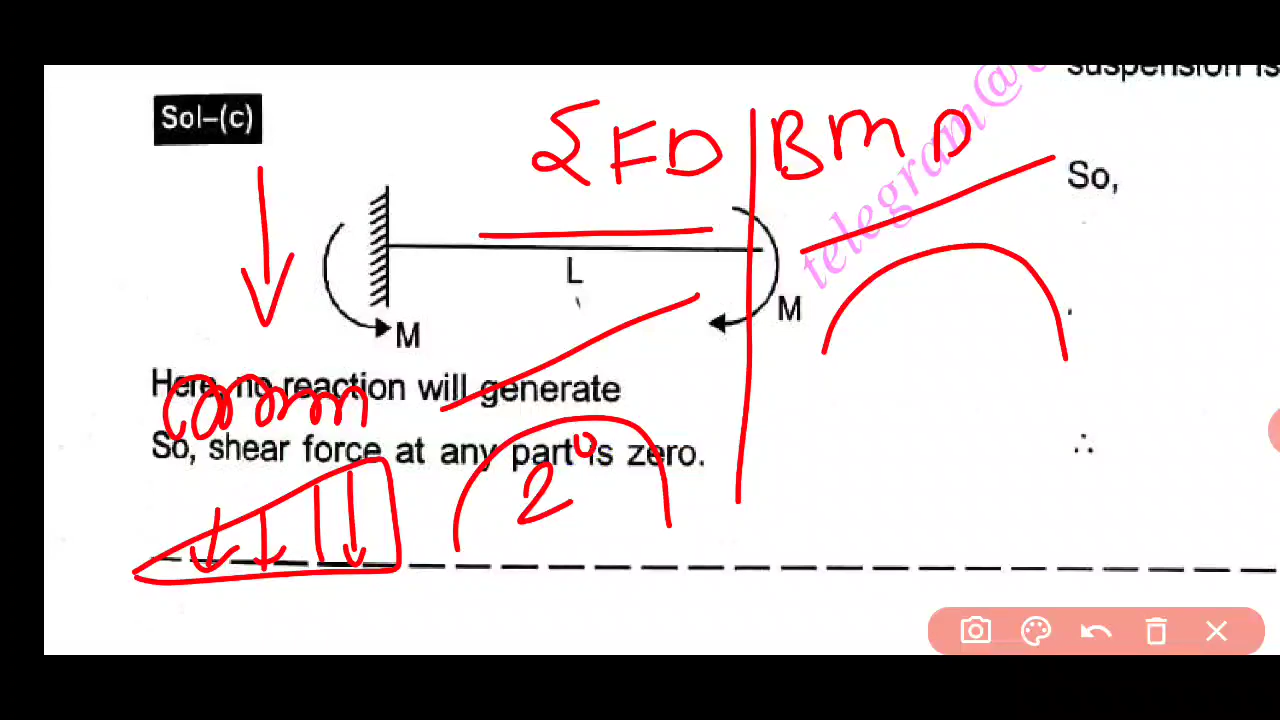 suspension is
Sol–(c)
SFD BMD
telegram@
So,
L
M
M
Here, no reaction will generate
So, shear force at any part is zero.
2°
∴